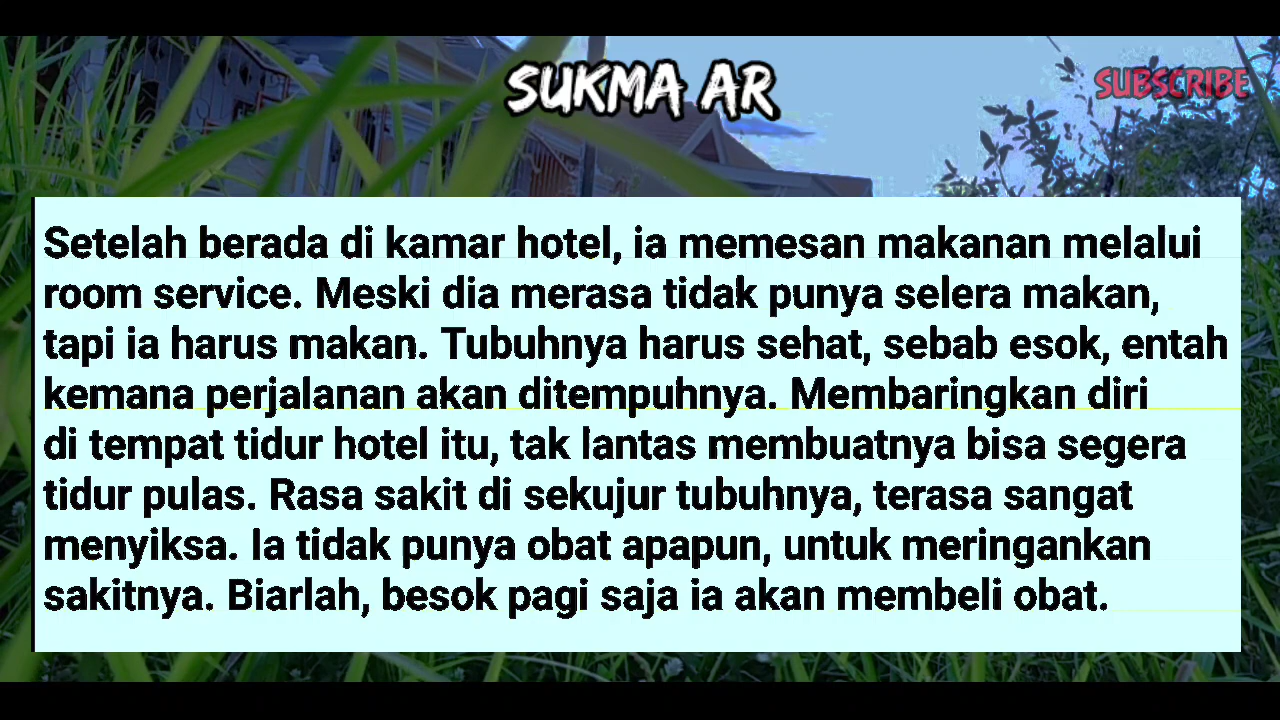 SUKMA AR
SUBSCRIBE
Setelah berada di kamar hotel, ia memesan makanan melalui
room service. Meski dia merasa tidak punya selera makan,
tapi ia harus makan. Tubuhnya harus sehat, sebab esok, entah
kemana perjalanan akan ditempuhnya. Membaringkan diri
di tempat tidur hotel itu, tak lantas membuatnya bisa segera
tidur pulas. Rasa sakit di sekujur tubuhnya, terasa sangat
menyiksa. Ia tidak punya obat apapun, untuk meringankan
sakitnya. Biarlah, besok pagi saja ia akan membeli obat.